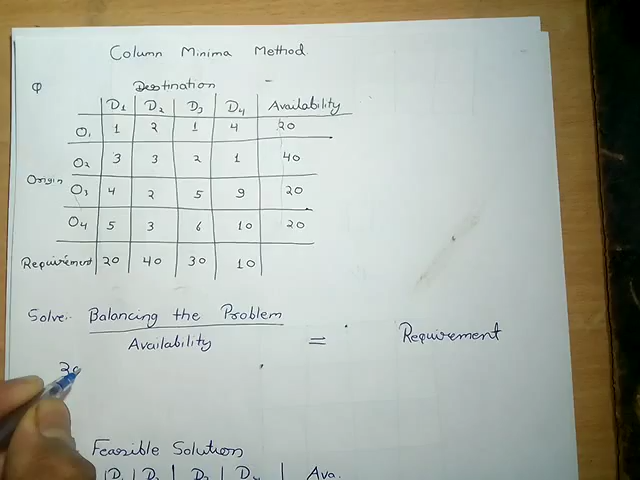 Column Minima Method
Q Destination
D1 D2 D3 D4 Availability
O1 1 2 1 4 20
O2 3 3 2 1 40
Origin
O3 4 2 5 9 20
O4 5 3 6 10 20
Requirement 20 40 30 10
Solve:- Balancing the Problem
Availability = Requirement
20
Feasible Solution
D1 D2 D3 D4 Ava.